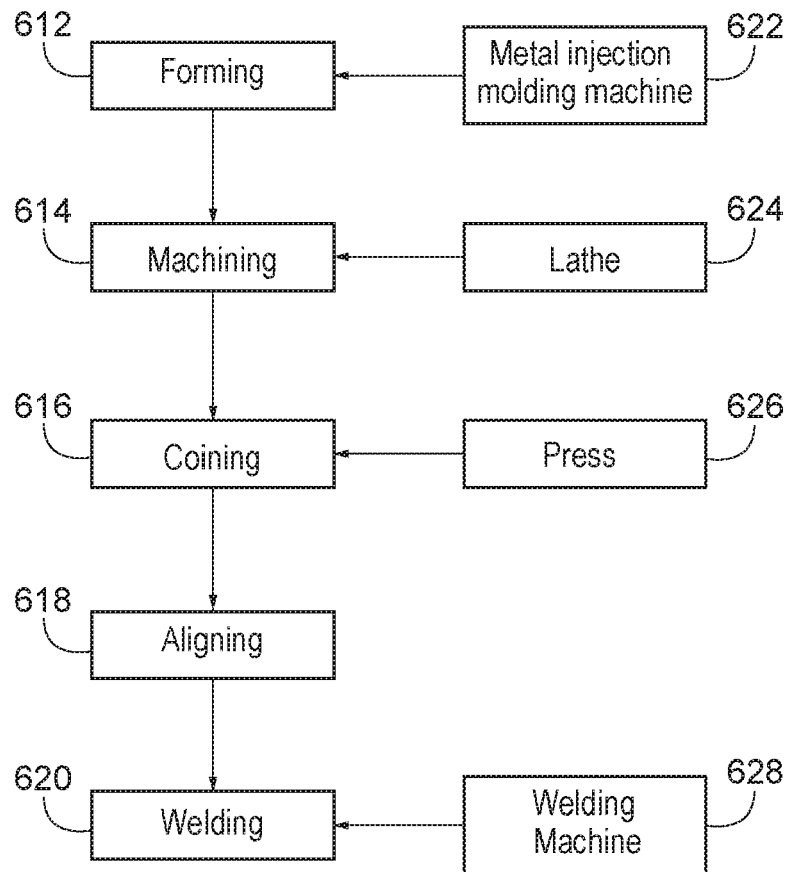 612
Forming
Metal injection
molding machine
622
614
Machining
Lathe
624
616
Coining
Press
626
618
Aligning
620
Welding
Welding
Machine
628